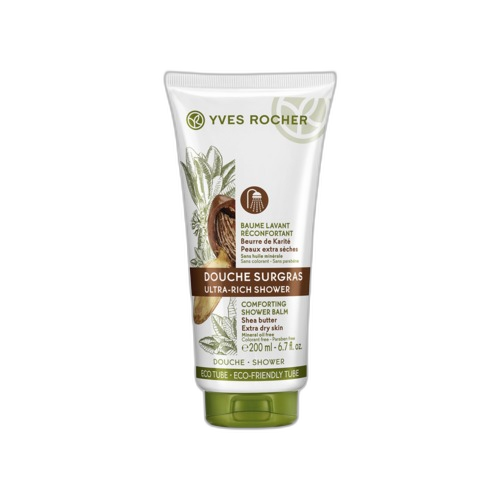 YVES ROCHER
BAUME LAVANT
RÉCONFORTANT
Beurre de Karité
Peaux extra sèches
Sans huile minérale
Sans colorant - Sans parabène
DOUCHE SURGRAS
ULTRA-RICH SHOWER
COMFORTING
SHOWER BALM
Shea butter
Extra dry skin
Mineral oil free
Colorant free - Paraben free
℮200 ml - 6.7 fl. oz.
DOUCHE - SHOWER
ECO TUBE - ECO-FRIENDLY TUBE